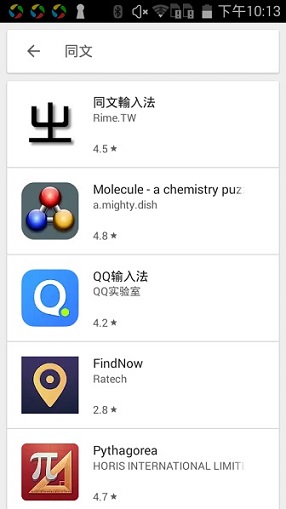 下午10:13
同文
同文輸入法
Rime.TW
4.5
Molecule - a chemistry puz
a.mighty.dish
4.8
QQ输入法
QQ实验室
4.2
FindNow
Ratech
2.8
Pythagorea
HORIS INTERNATIONAL LIMIT
4.7